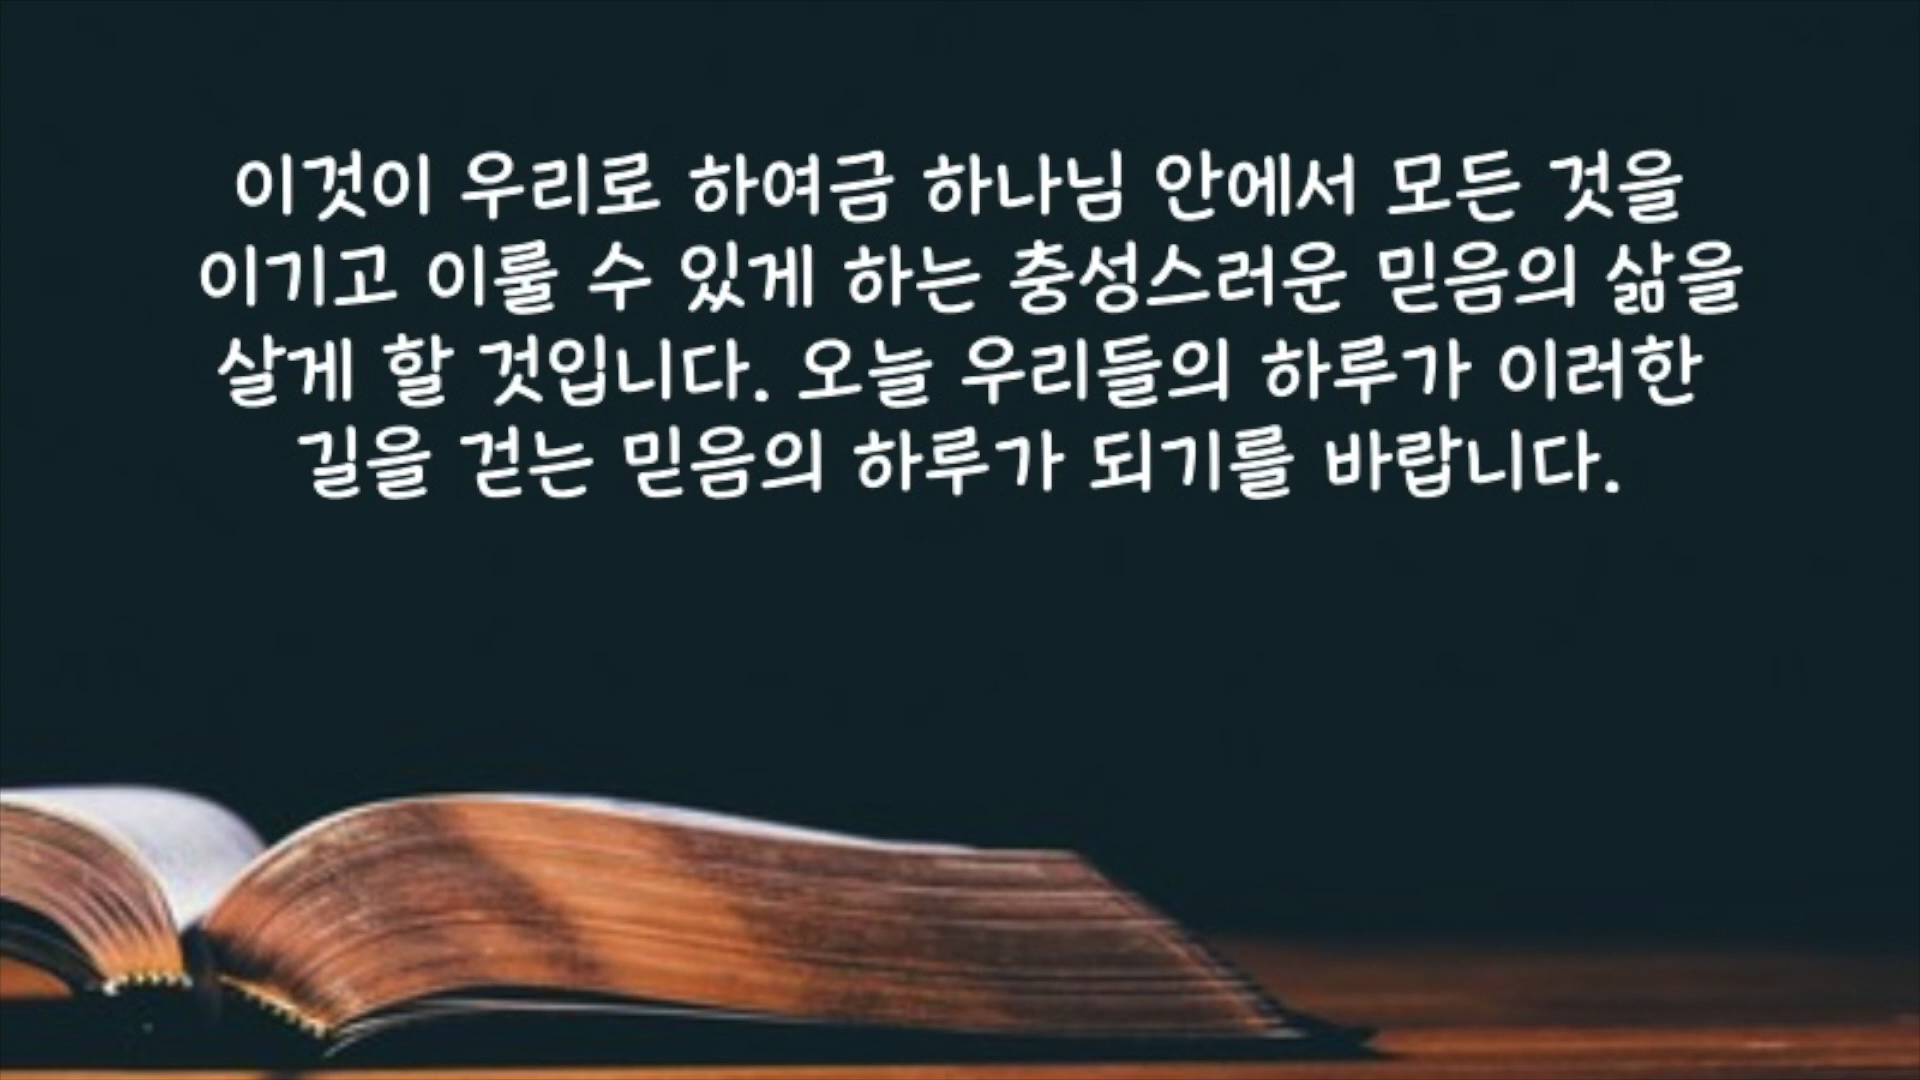 이것이 우리로 하여금 하나님 안에서 모든 것을
이기고 이룰 수 있게 하는 충성스러운 믿음의 삶을
살게 할 것입니다. 오늘 우리들의 하루가 이러한
길을 걷는 믿음의 하루가 되기를 바랍니다.